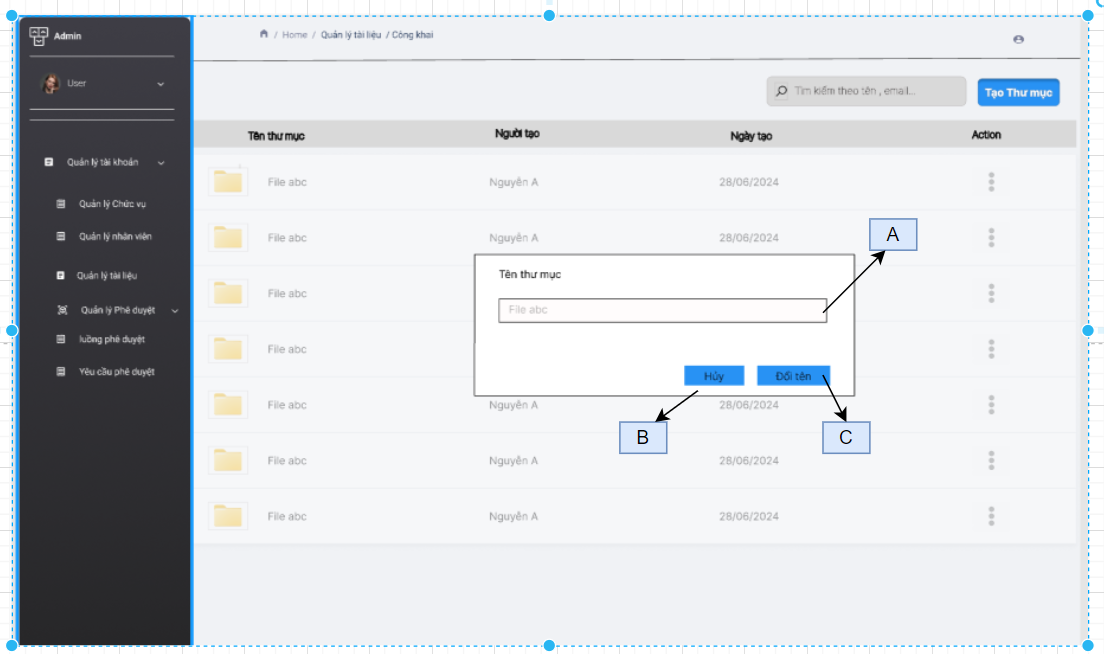 Admin
/ Home / Quản lý tài liệu / Công khai
User
Tìm kiếm theo tên , email...
Tạo Thư mục
Tên thư mục
Người tạo
Ngày tạo
Action
Quản lý tài khoản
Quản lý Chức vụ
Quản lý nhân viên
Quản lý tài liệu
Quản lý Phê duyệt
luồng phê duyệt
Yêu cầu phê duyệt
File abc
Nguyễn A
28/06/2024
File abc
Nguyễn A
28/06/2024
A
Tên thư mục
File abc
Hủy
Đổi tên
B
C
File abc
File abc
File abc
Nguyễn A
28/06/2024
File abc
Nguyễn A
28/06/2024
File abc
Nguyễn A
28/06/2024